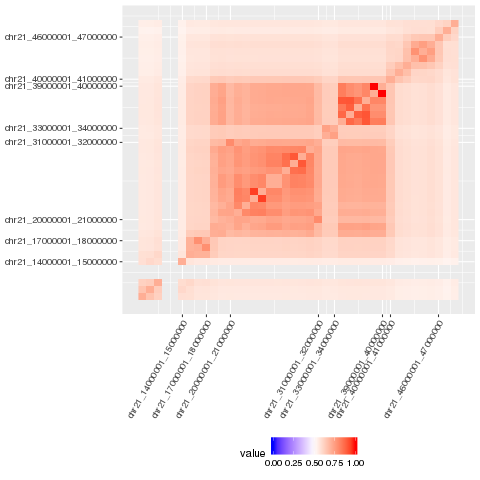 chr21_46000001_47000000
chr21_40000001_41000000
chr21_39000001_40000000
chr21_33000001_34000000
chr21_31000001_32000000
chr21_20000001_21000000
chr21_17000001_18000000
chr21_14000001_15000000
chr21_14000001_15000000
chr21_17000001_18000000
chr21_20000001_21000000
chr21_31000001_32000000
chr21_33000001_34000000
chr21_39000001_40000000
chr21_40000001_41000000
chr21_46000001_47000000
value
0.00 0.25 0.50 0.75 1.00